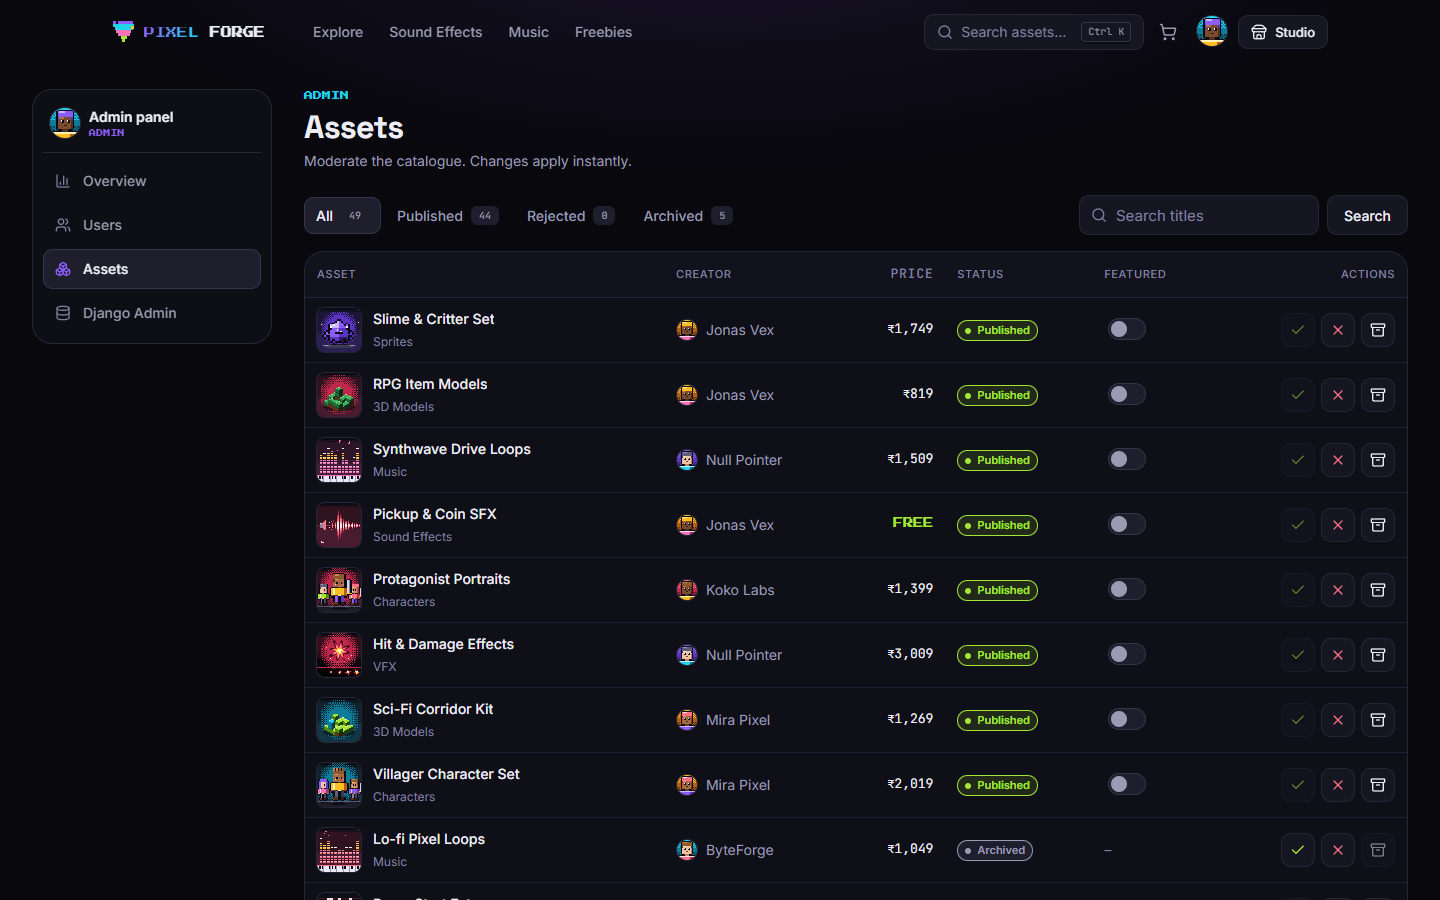 PIXEL FORGE
Explore
Sound Effects
Music
Freebies
Search assets...
Ctrl K
Studio
Admin panel
ADMIN
Overview
Users
Assets
Django Admin
ADMIN
Assets
Moderate the catalogue. Changes apply instantly.
All 49
Published 44
Rejected 0
Archived 5
Search titles
Search
ASSET CREATOR PRICE STATUS FEATURED ACTIONS
Slime & Critter Set
Sprites
Jonas Vex
₹1,749
Published
RPG Item Models
3D Models
Jonas Vex
₹819
Published
Synthwave Drive Loops
Music
Null Pointer
₹1,509
Published
Pickup & Coin SFX
Sound Effects
Jonas Vex
FREE
Published
Protagonist Portraits
Characters
Koko Labs
₹1,399
Published
Hit & Damage Effects
VFX
Null Pointer
₹3,009
Published
Sci-Fi Corridor Kit
3D Models
Mira Pixel
₹1,269
Published
Villager Character Set
Characters
Mira Pixel
₹2,019
Published
Lo-fi Pixel Loops
Music
ByteForge
₹1,049
Archived
–